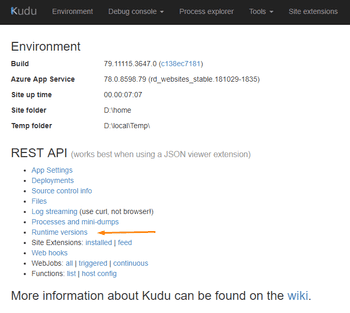 Kudu Environment Debug console Process explorer Tools Site extensions
Environment
Build 79.11115.3647.0 (c138ec7181)
Azure App Service 78.0.8598.79 (rd_websites_stable.181029-1835)
Site up time 00:00:07:07
Site folder D:\home
Temp folder D:\local\Temp\
REST API (works best when using a JSON viewer extension)
App Settings
Deployments
Source control info
Files
Log streaming (use curl, not browser!)
Processes and mini-dumps
Runtime versions
Site Extensions: installed | feed
Web hooks
WebJobs: all | triggered | continuous
Functions: list | host config
More information about Kudu can be found on the wiki.